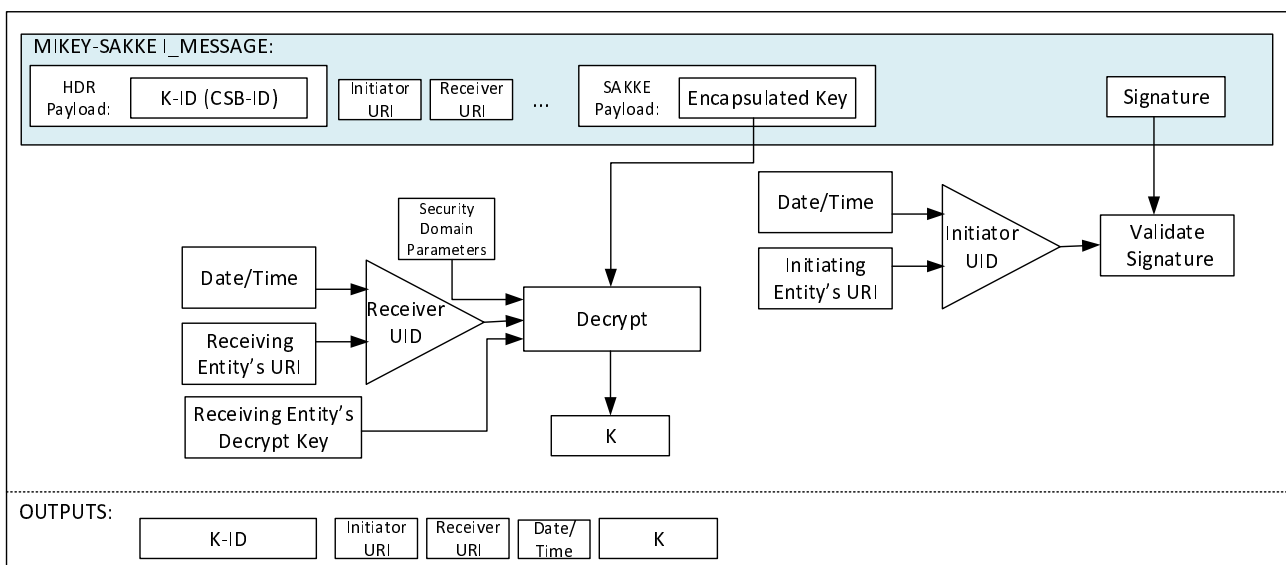 MIKEY-SAKKE I_MESSAGE:
HDR
Payload:
K-ID (CSB-ID)
Initiator
URI
Receiver
URI
...
SAKKE
Payload:
Encapsulated Key
Signature
Security
Domain
Parameters
Date/Time
Receiving
Entity’s URI
Receiver
UID
Receiving Entity’s
Decrypt Key
Decrypt
K
Date/Time
Initiating
Entity’s URI
Initiator
UID
Validate
Signature
OUTPUTS:
K-ID
Initiator
URI
Receiver
URI
Date/
Time
K